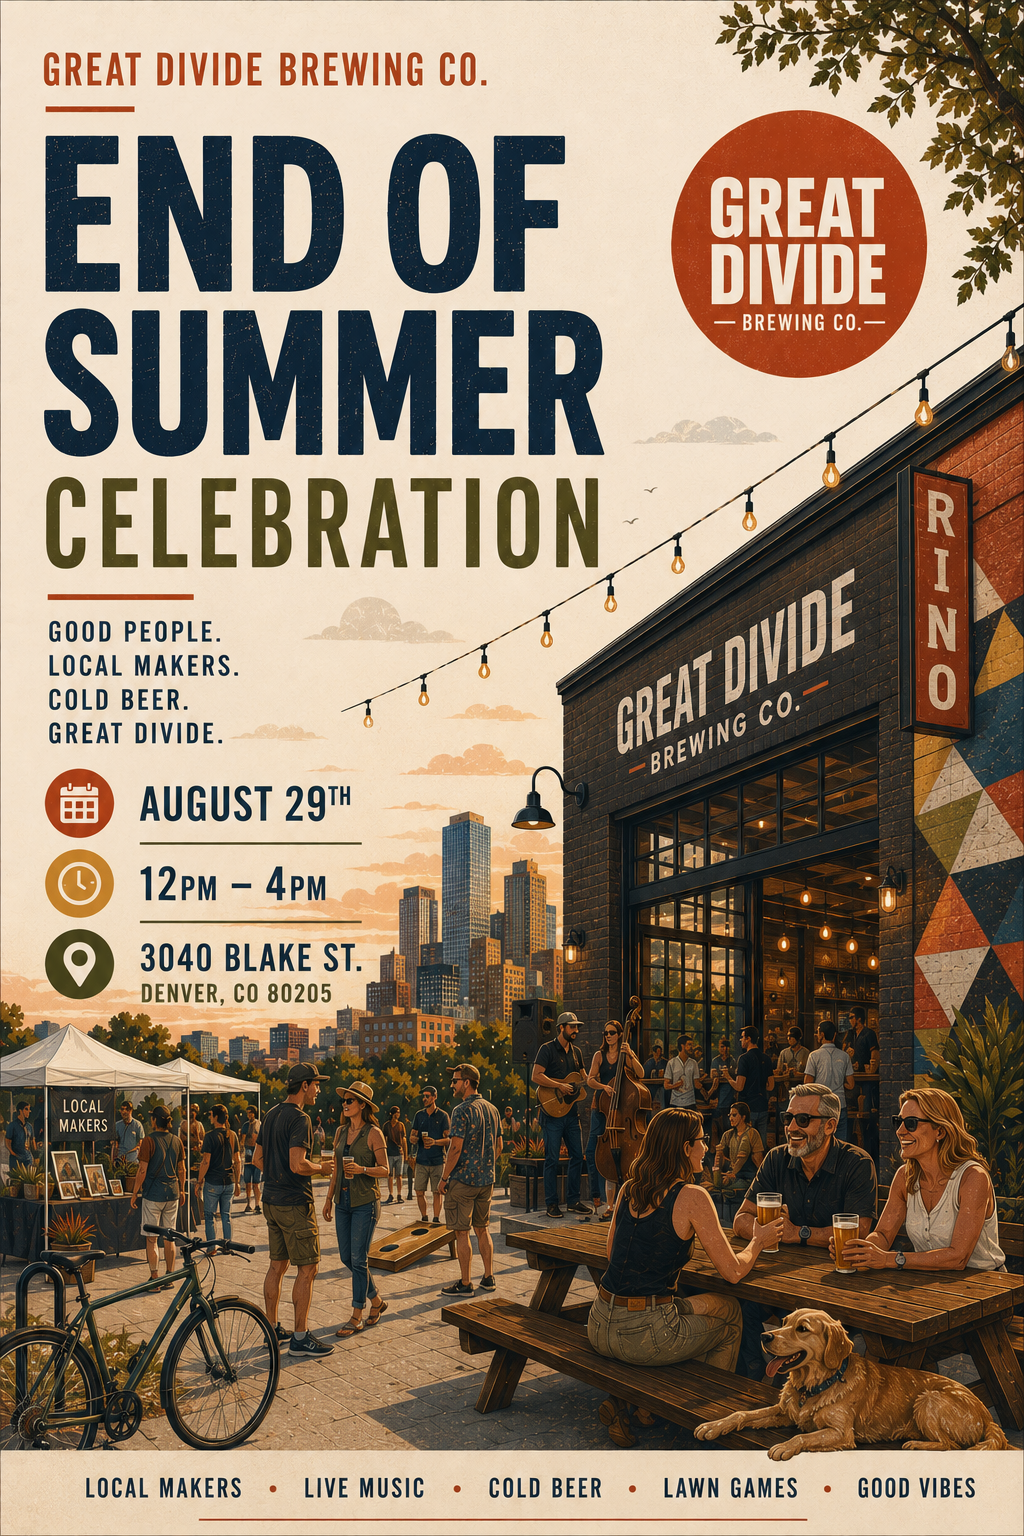 GREAT DIVIDE BREWING CO.
END OF
SUMMER
CELEBRATION
GREAT
DIVIDE
BREWING CO.
GOOD PEOPLE.
LOCAL MAKERS.
COLD BEER.
GREAT DIVIDE.
AUGUST 29TH
12PM – 4PM
3040 BLAKE ST.
DENVER, CO 80205
GREAT DIVIDE
BREWING CO.
RINO
LOCAL
MAKERS
LOCAL MAKERS • LIVE MUSIC • COLD BEER • LAWN GAMES • GOOD VIBES